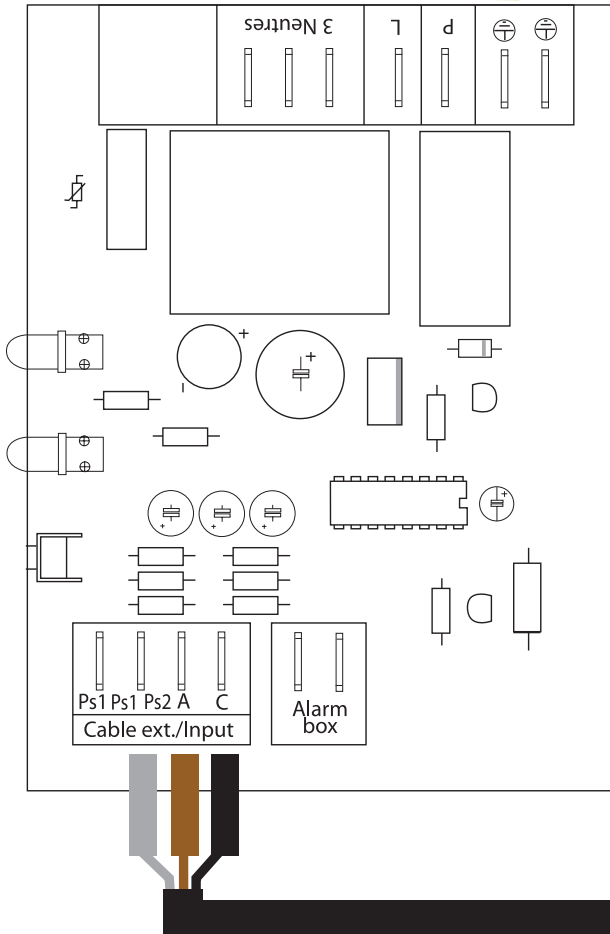 3 Neutres L P
Ps1 Ps1 Ps2 A C
Cable ext./Input
Alarm
box